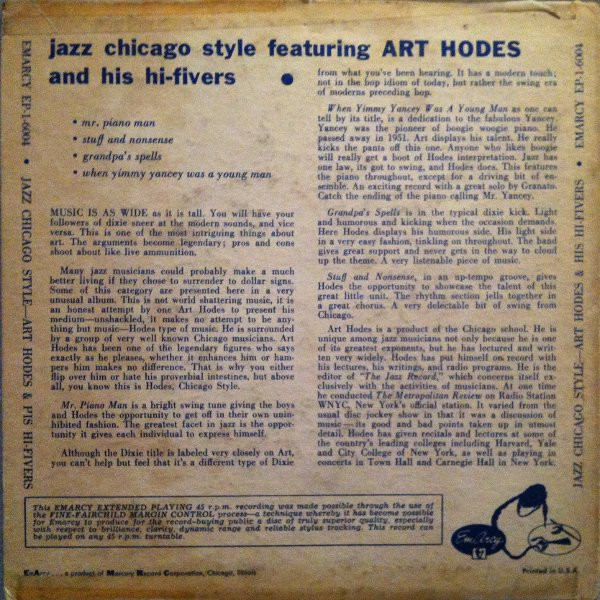 jazz chicago style featuring ART HODES
and his hi-fivers •
• mr. piano man
• stuff and nonsense
• grandpa's spells
• when yimmy yancey was a young man
MUSIC IS AS WIDE as it is tall. You will have your
followers of dixie sneer at the modern sounds, and vice
versa. This is one of the most intriguing things about
art. The arguments become legendary; pros and cons
shoot about like live ammunition.
Many jazz musicians could probably make a much
better living if they chose to surrender to dollar signs.
Some of this category are presented here in a very
unusual album. This is not world shattering music, it is
an honest attempt by one Art Hodes to present his
medium—unshackled, it makes no attempt to be any-
thing but music—Hodes type of music. He is surrounded
by a group of very well known Chicago musicians. Art
Hodes has been one of the legendary figures who says
exactly as he pleases, whether it enhances him or ham-
pers him makes no difference. That is why you either
flip over him or hate his proverbial intestines, but above
all, you know this is Hodes, Chicago Style.
Mr. Piano Man is a bright swing tune giving the boys
and Hodes the opportunity to get off in their own unin-
hibited fashion. The greatest facet in jazz is the oppor-
tunity it gives each individual to express himself.
Although the Dixie title is labeled very closely on Art,
you can't help but feel that it's a different type of Dixie
from what you've been hearing. It has a modern touch;
not in the bop idiom of today, but rather the swing era
of moderns preceding bop.
When Yimmy Yancey Was A Young Man as one can
tell by its title, is a dedication to the fabulous Yancey.
Yancey was the pioneer of boogie woogie piano. He
passed away in 1951. Art displays his talent. He really
kicks the pants off this one. Anyone who likes boogie
will really get a boot of Hodes interpretation. Jazz has
one law, its got to swing, and Hodes does. This features
the piano throughout, except for a driving bit of en-
semble. An exciting record with a great solo by Granato.
Catch the ending of the piano calling Mr. Yancey.
Grandpa's Spells is in the typical dixie kick. Light
and humorous and kicking when the occasion demands.
Here Hodes displays his humorous side. His light side
in a very easy fashion, tinkling on throughout. The band
gives great support and never gets in the way to cloud
up the theme. A very listenable piece of music.
Stuff and Nonsense, in an up-tempo groove, gives
Hodes the opportunity to showcase the talent of this
great little unit. The rhythm section jells together in
a great chorus. A very delectable bit of swing from
Chicago.
Art Hodes is a product of the Chicago school. He is
unique among jazz musicians not only because he is one
of its greatest exponents, but he has lectured and writ-
ten very widely. Hodes has put himself on record with
his lectures, his writings, and radio programs. He is the
editor of "The Jazz Record," which concerns itself ex-
clusively with the activities of musicians. At one time
he conducted The Metropolitan Review on Radio Station
WNYC, New York's official station. It varied from the
usual disc jockey show in that it was a discussion of
music—its good and bad points taken up in utmost
detail. Hodes has given recitals and lectures at some of
the country's leading colleges including Harvard, Yale
and City College of New York, as well as playing in
concerts in Town Hall and Carnegie Hall in New York.
This EMARCY EXTENDED PLAYING 45 r.p.m. recording was made possible through the use of
the FINE-FAIRCHILD MARGIN CONTROL process—a technique whereby it has become possible
for Emarcy to produce for the record-buying public a disc of truly superior quality, especially
with respect to brilliance, clarity, dynamic range and reliable stylus tracking. This record can
be played on any 45 r.p.m. turntable.
EmArcy
EmArcy . . . a product of Mercury Record Corporation, Chicago, Illinois
Printed in U.S.A.
EMARCY EP-1-6004 • JAZZ CHICAGO STYLE—ART HODES & HIS HI-FIVERS
JAZZ CHICAGO STYLE—ART HODES & HIS HI-FIVERS • EMARCY EP-1-6004